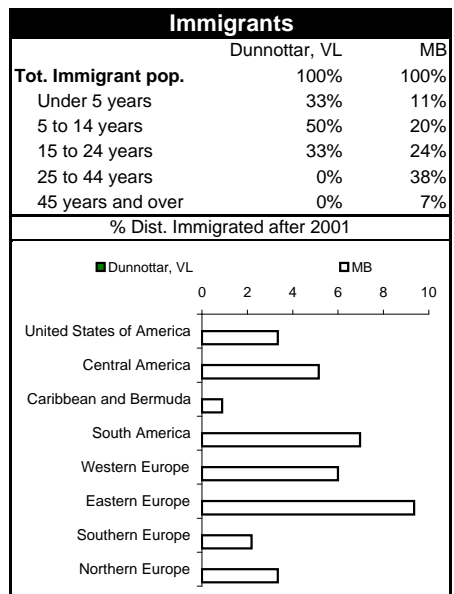 Immigrants
Dunnottar, VL MB
Tot. Immigrant pop. 100% 100%
Under 5 years 33% 11%
5 to 14 years 50% 20%
15 to 24 years 33% 24%
25 to 44 years 0% 38%
45 years and over 0% 7%
% Dist. Immigrated after 2001
Dunnottar, VL MB
0 2 4 6 8 10
United States of America
Central America
Caribbean and Bermuda
South America
Western Europe
Eastern Europe
Southern Europe
Northern Europe